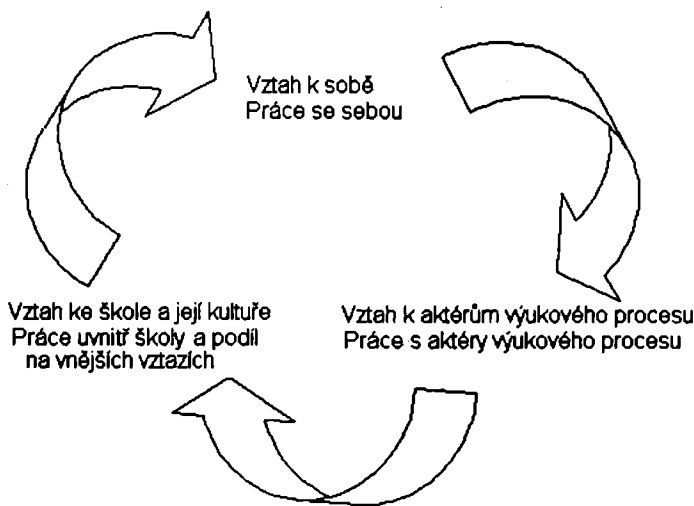 Vztah k sobě
Práce se sebou
Vztah ke škole a její kultuře
Práce uvnitř školy a podíl
na vnějších vztazích
Vztah k aktérům výukového procesu
Práce s aktéry výukového procesu